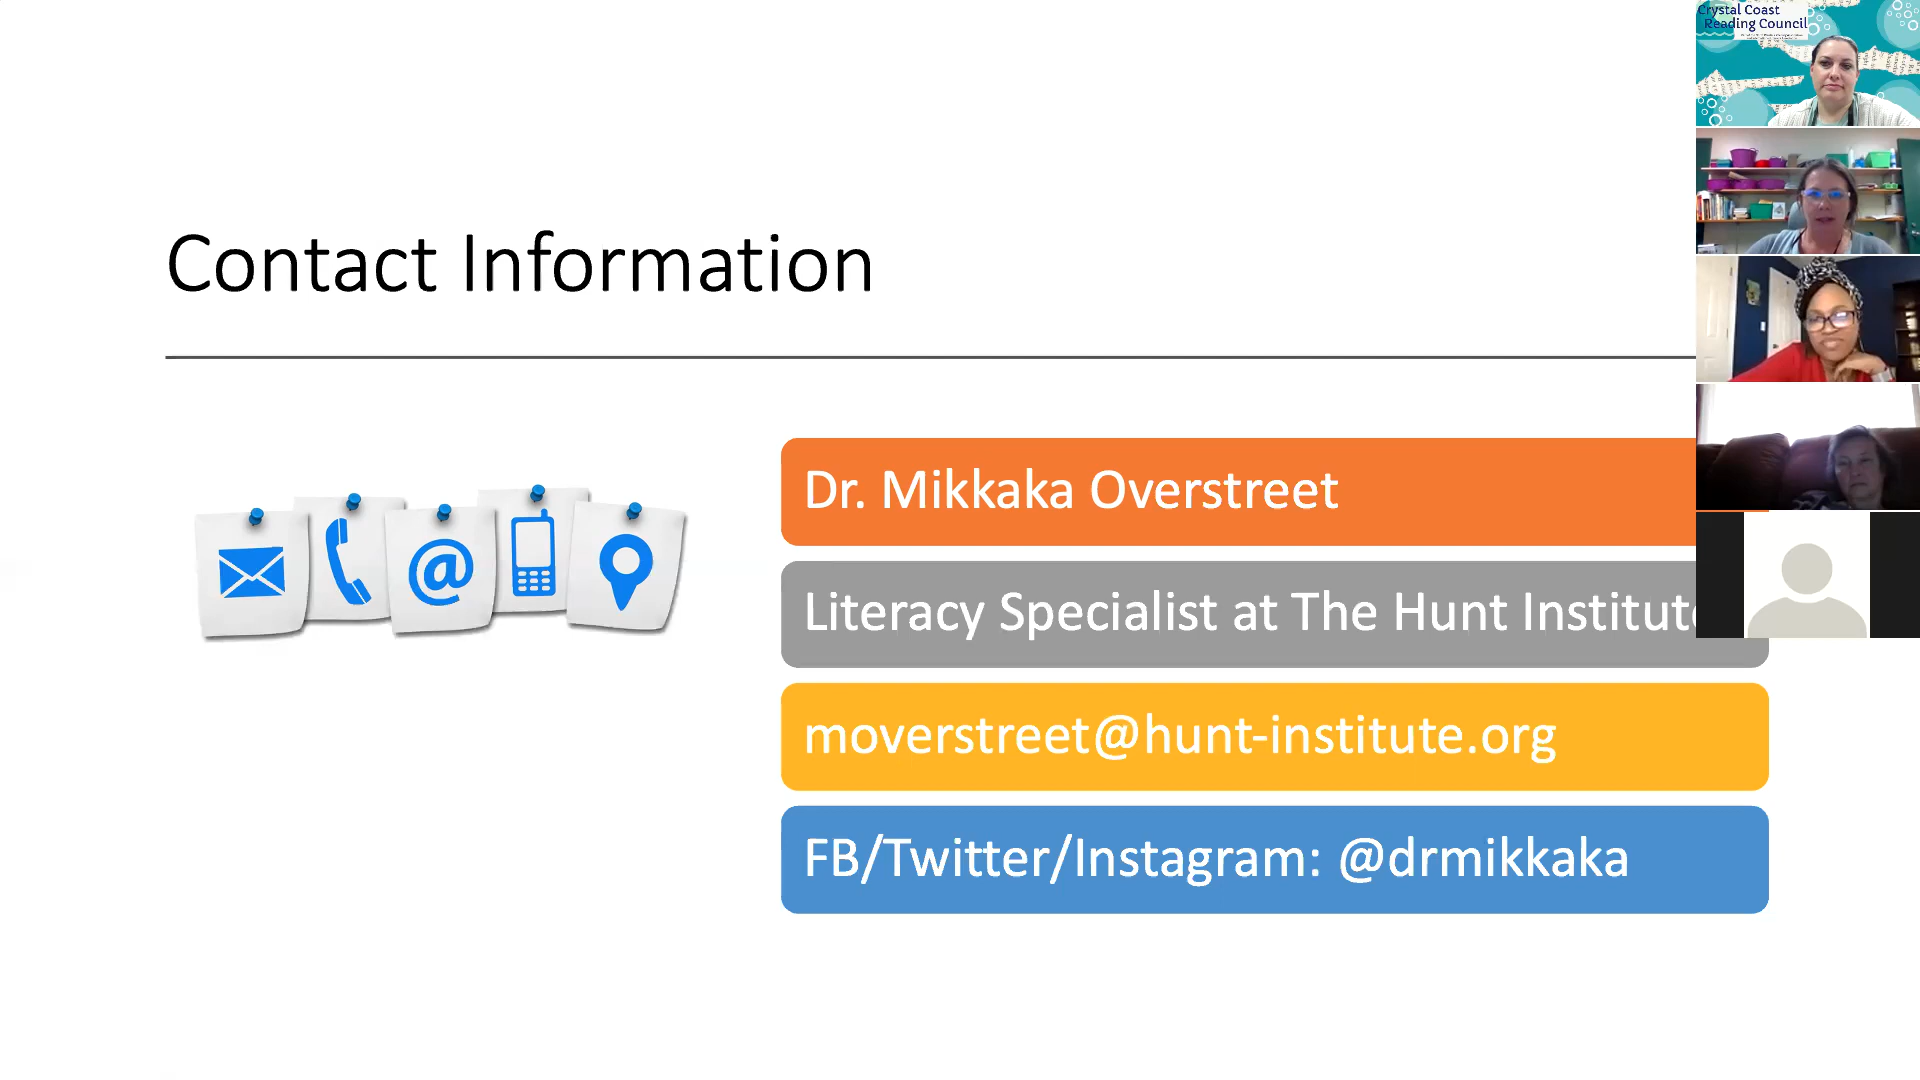 Crystal Coast
Reading Council
Contact Information
Dr. Mikkaka Overstreet
Literacy Specialist at The Hunt Institute
moverstreet@hunt-institute.org
FB/Twitter/Instagram: @drmikkaka